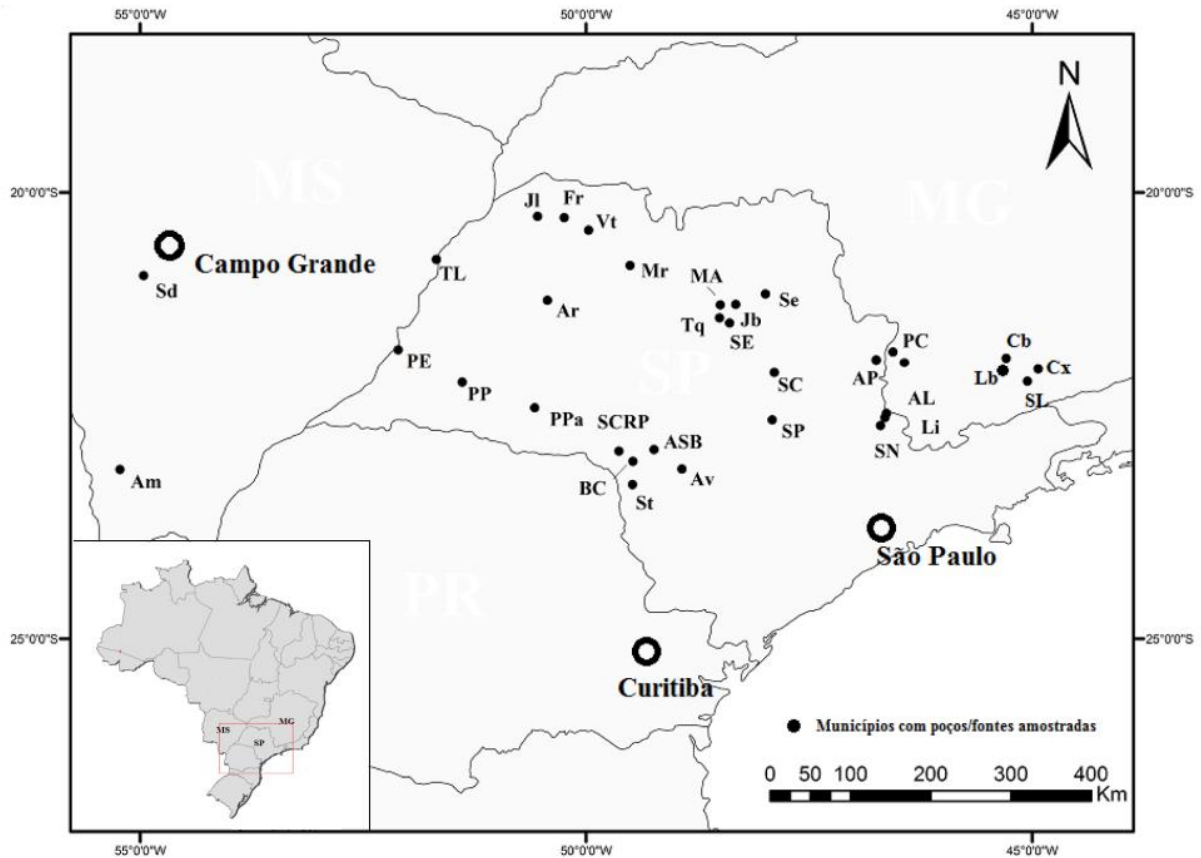 55°0'0"W 50°0'0"W 45°0'0"W
N
MS
MG
20°0'0"S 20°0'0"S
Jl Fr
Vt
Campo Grande
TL
Mr
MA
Se
Sd
Ar
Tq
Jb
SE
SP
PC
Cb
PE
AP
Lb
Cx
PP
SC
SL
PPa
AL
SCRP
SP
Li
ASB
SN
Am
BC
Av
St
São Paulo
PR
25°0'0"S 25°0'0"S
Curitiba
MS
MG
SP
Municípios com poços/fontes amostradas
0 50 100 200 300 400
Km
55°0'0"W 50°0'0"W 45°0'0"W